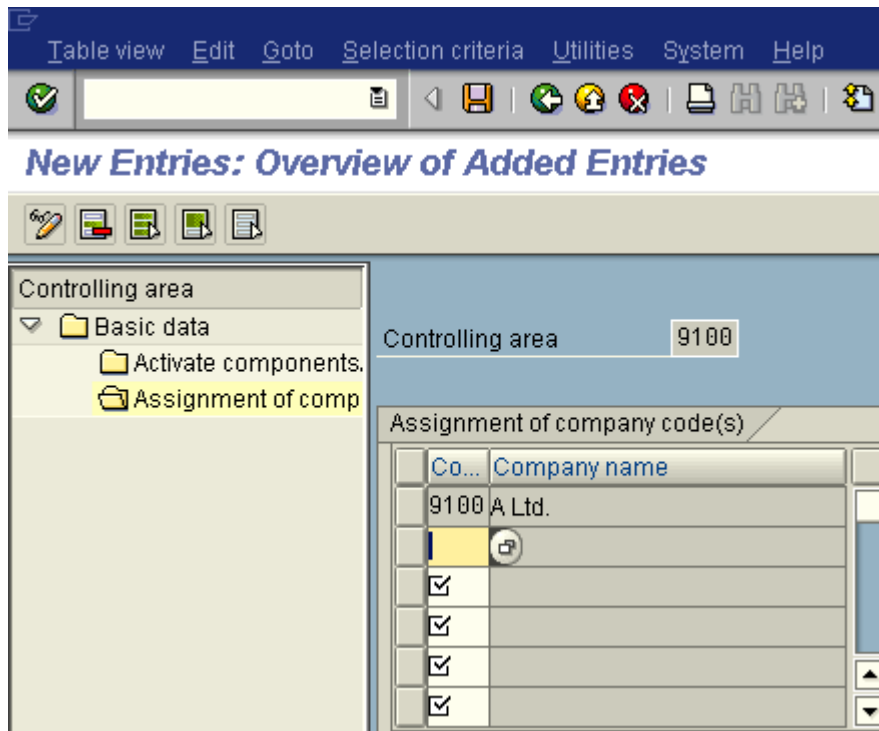 Table view Edit Goto Selection criteria Utilities System Help
New Entries: Overview of Added Entries
Controlling area
Basic data
Activate components.
Assignment of comp
Controlling area 9100
Assignment of company code(s)
Co... Company name
9100 A Ltd.